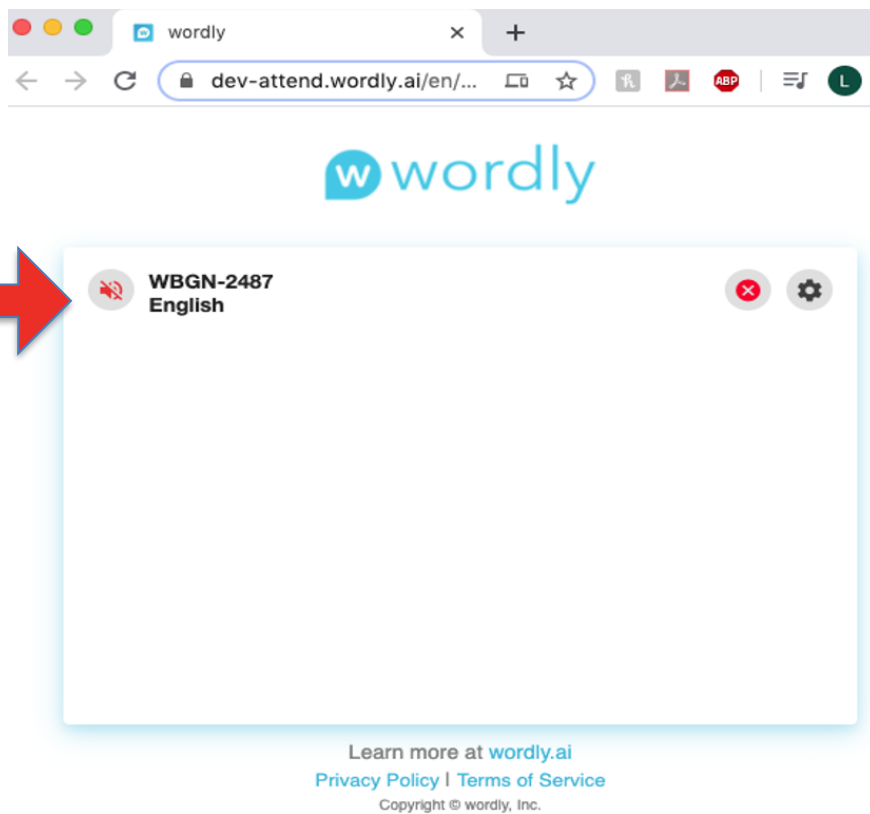 wordly
dev-attend.wordly.ai/en/...
ABP
L
w wordly
WBGN-2487
English
Learn more at wordly.ai
Privacy Policy | Terms of Service
Copyright © wordly, Inc.